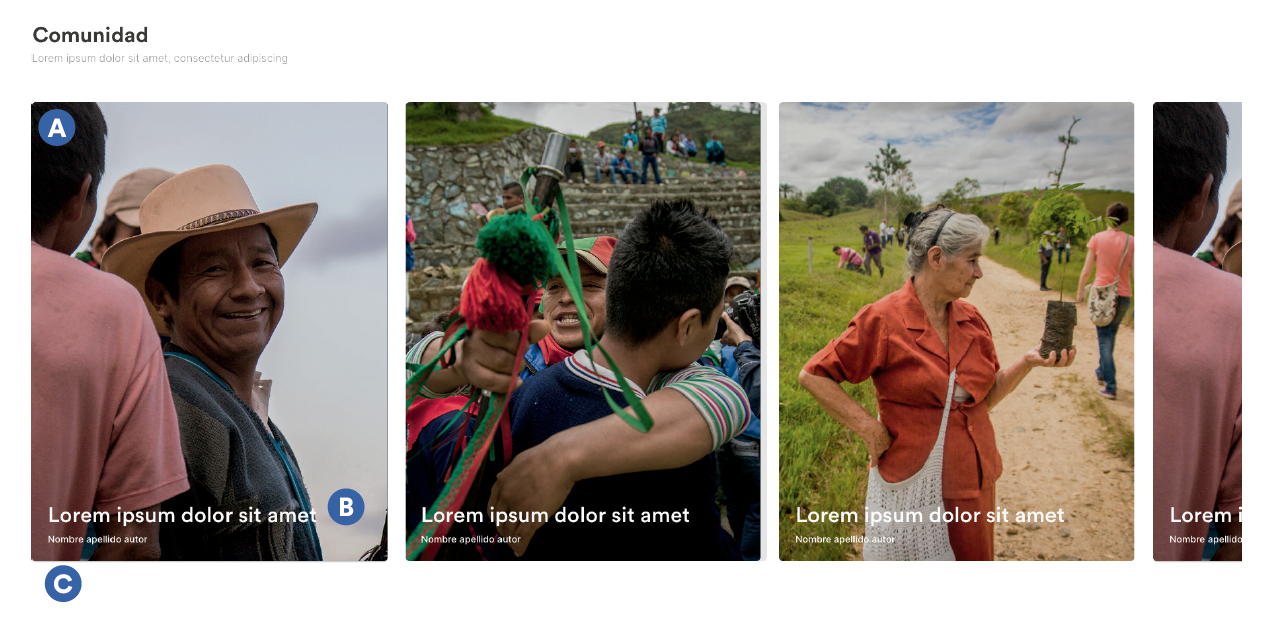 Comunidad
Lorem ipsum dolor sit amet, consectetur adipiscing
A
Lorem ipsum dolor sit amet
B
Nombre apellido autor
C
Lorem ipsum dolor sit amet
Nombre apellido autor
Lorem ipsum dolor sit amet
Nombre apellido autor
Lorem i
Nombre apellido